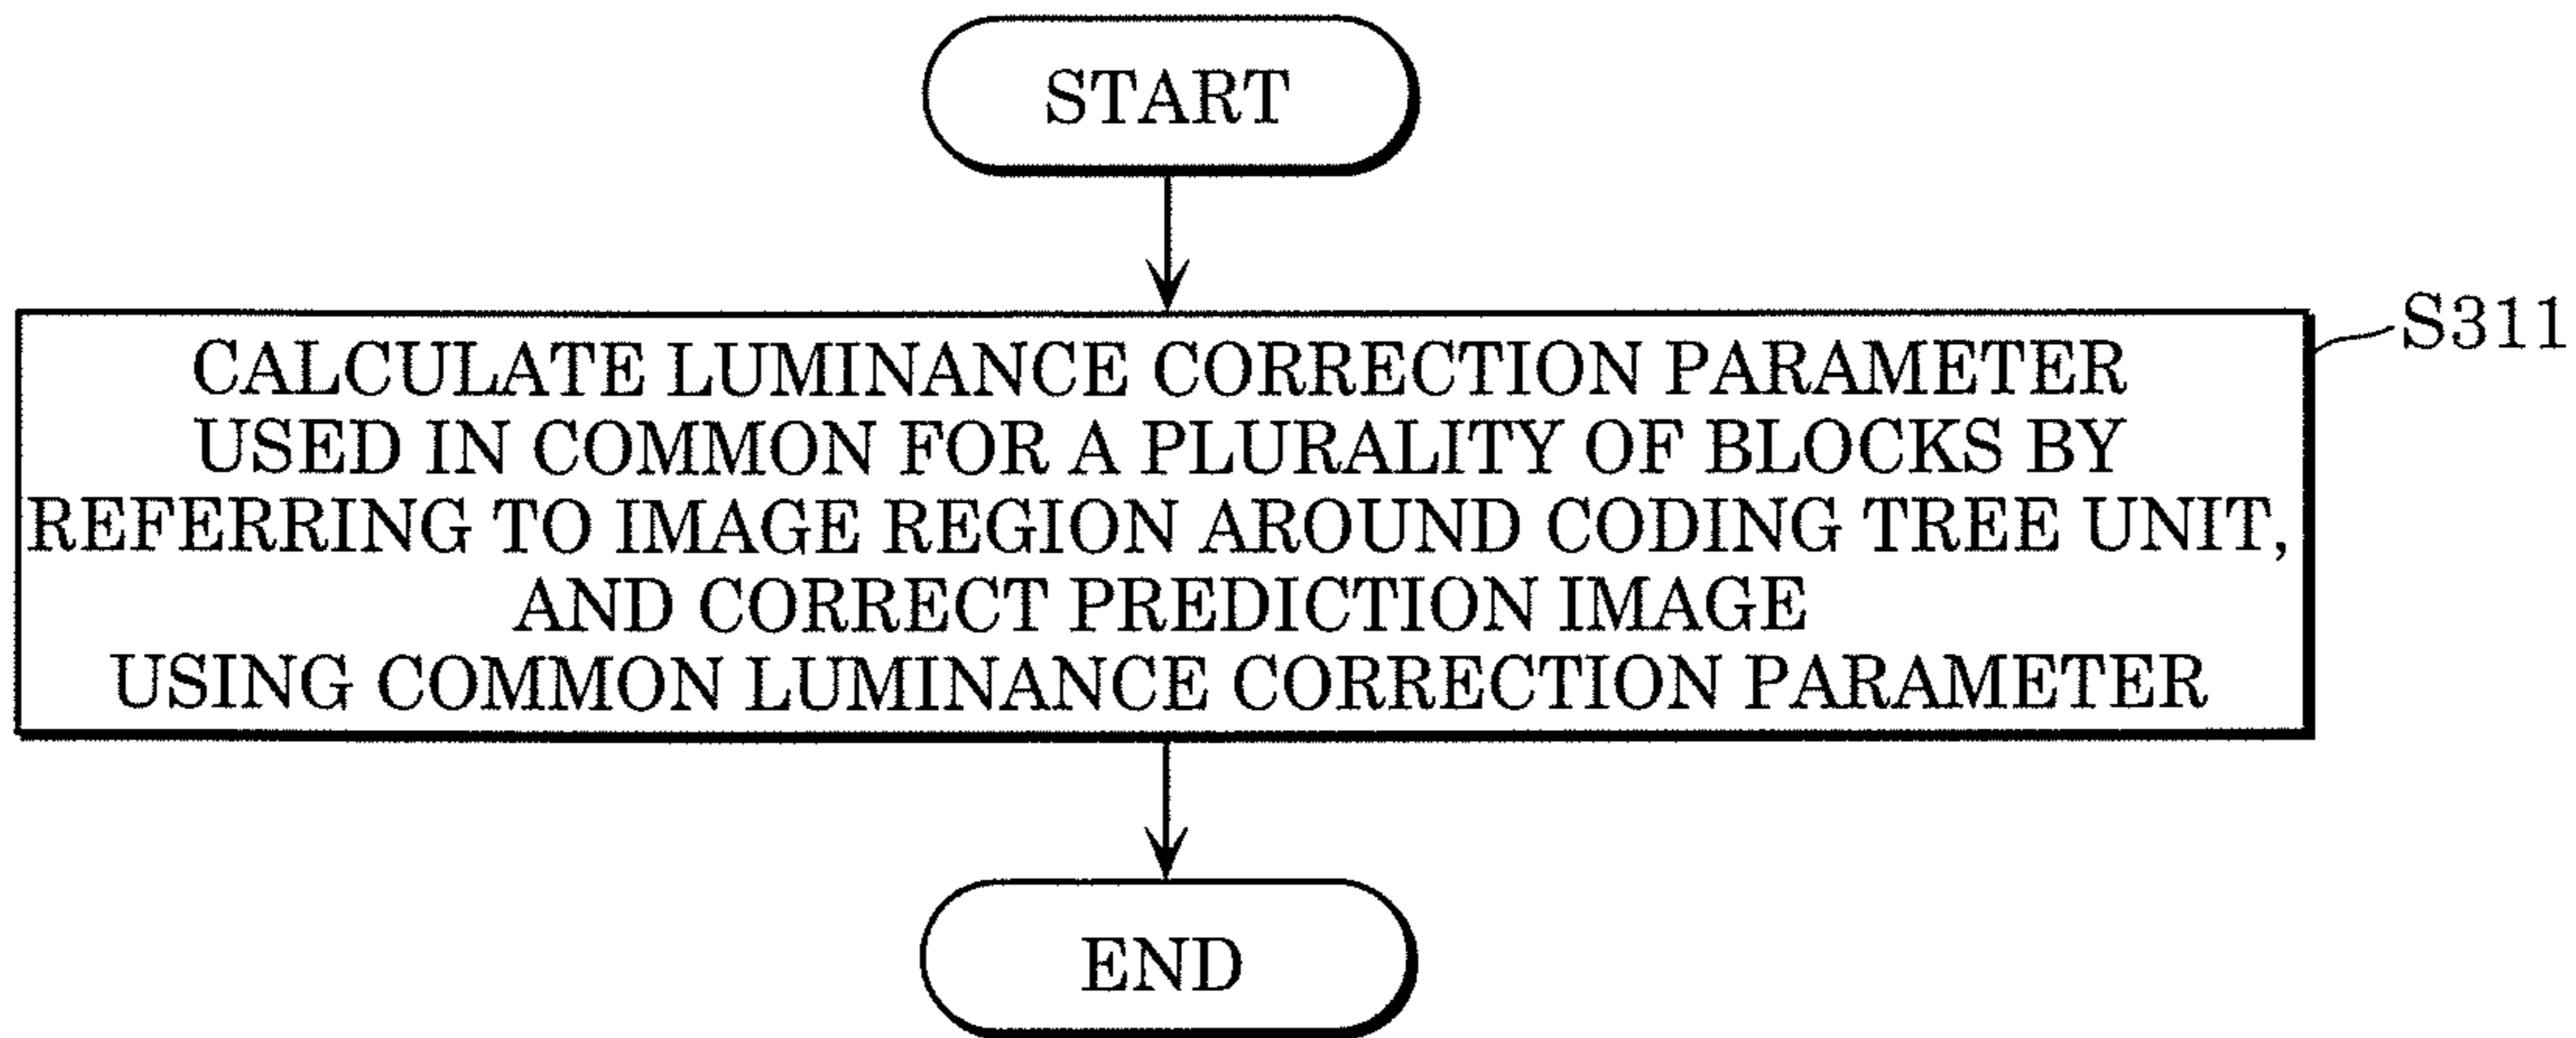 START
S311
CALCULATE LUMINANCE CORRECTION PARAMETER
USED IN COMMON FOR A PLURALITY OF BLOCKS BY
REFERRING TO IMAGE REGION AROUND CODING TREE UNIT,
AND CORRECT PREDICTION IMAGE
USING COMMON LUMINANCE CORRECTION PARAMETER
END